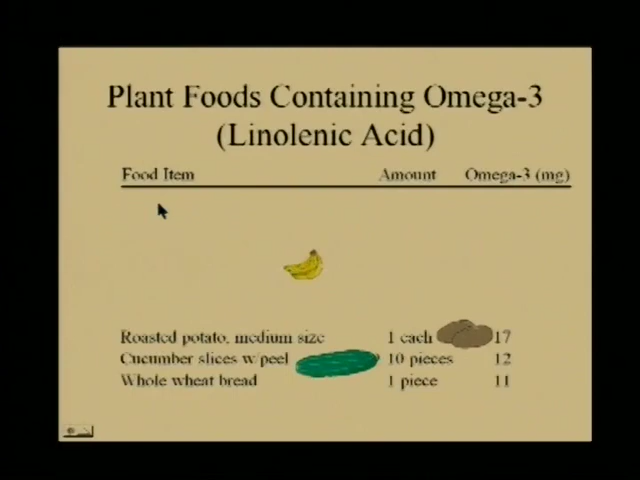 Plant Foods Containing Omega-3
(Linolenic Acid)
Food Item Amount Omega-3 (mg)
Roasted potato, medium size 1 each 17
Cucumber slices w/peel 10 pieces 12
Whole wheat bread 1 piece 11